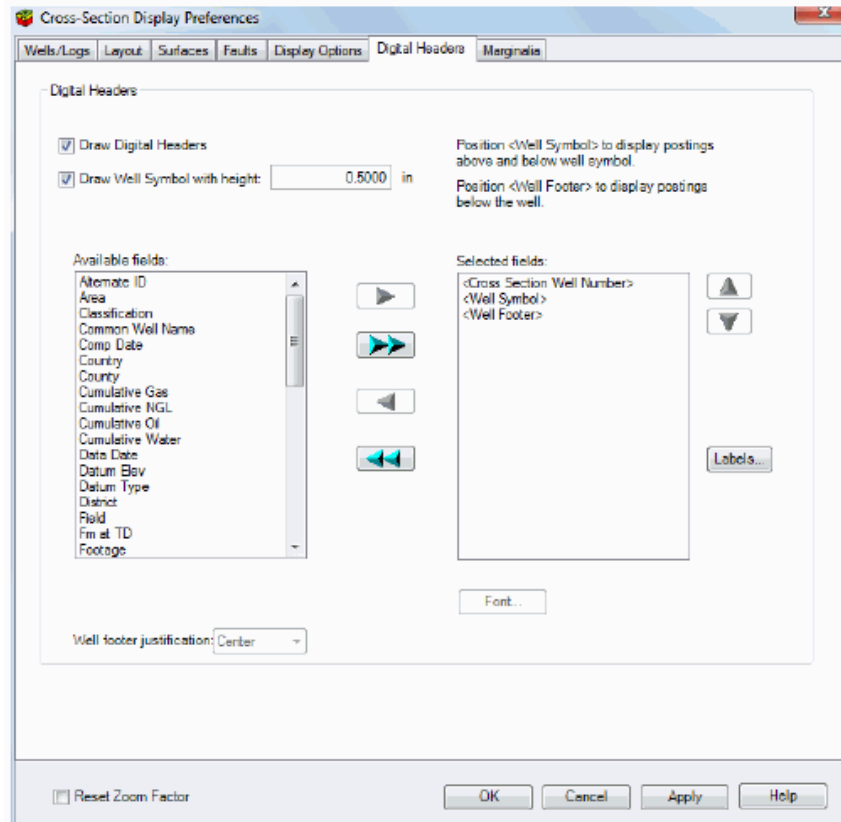 Cross-Section Display Preferences
Wells/Logs Layout Surfaces Faults Display Options Digital Headers Marginalia
Digital Headers
Draw Digital Headers
Draw Well Symbol with height: 0.5000 in
Position <Well Symbol> to display postings
above and below well symbol.
Position <Well Footer> to display postings
below the well.
Available fields:
Alternate ID
Area
Classification
Common Well Name
Comp Date
Country
County
Cumulative Gas
Cumulative NGL
Cumulative Oil
Cumulative Water
Data Date
Datum Elev
Datum Type
District
Field
Fm at TD
Footage
Selected fields:
<Cross Section Well Number>
<Well Symbol>
<Well Footer>
Labels...
Font...
Well footer justification: Center
Reset Zoom Factor
OK Cancel Apply Help